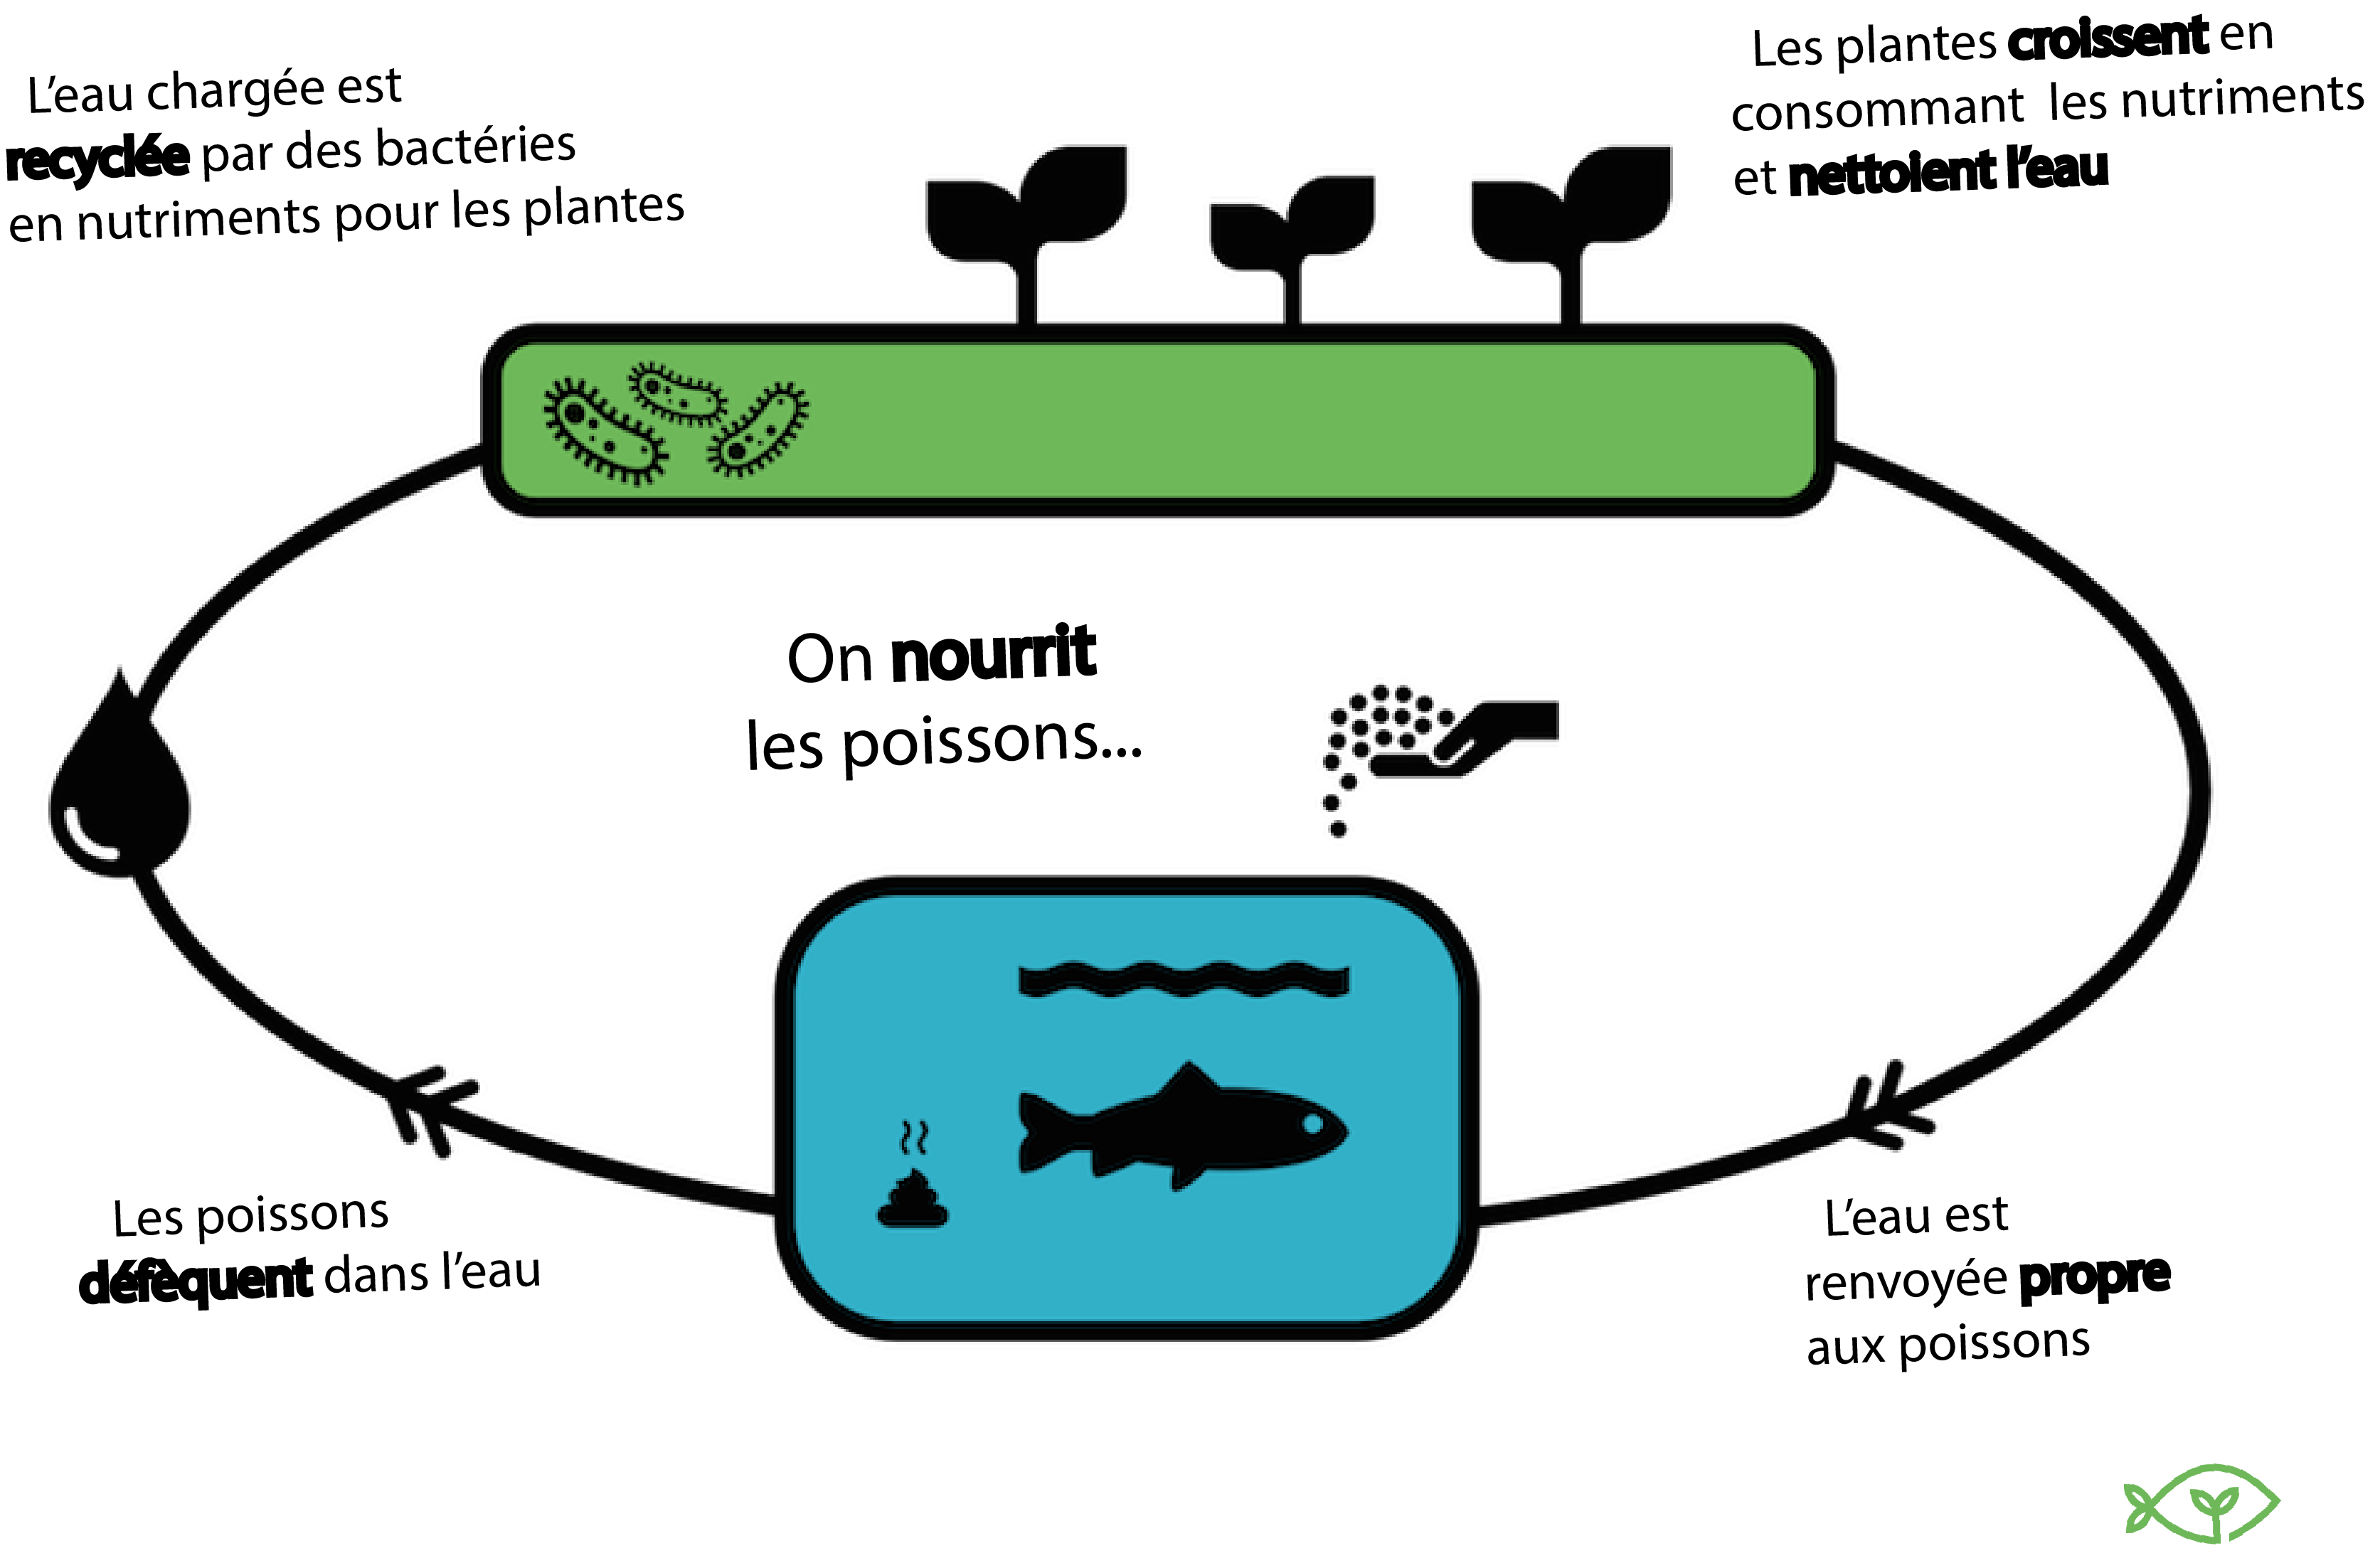 L'eau chargée est
recyclée par des bactéries
en nutriments pour les plantes
Les plantes croissent en
consommant les nutriments
et nettoient l'eau
On nourrit
les poissons...
Les poissons
défèquent dans l'eau
L'eau est
renvoyée propre
aux poissons